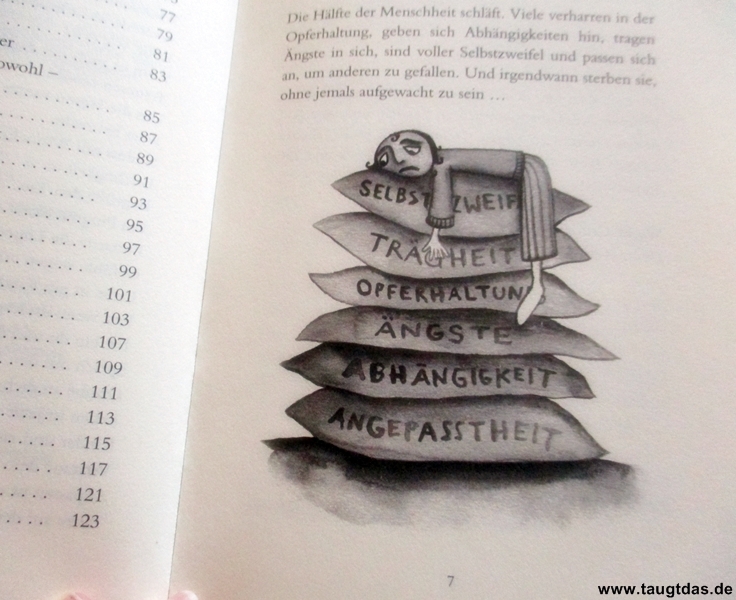 77
79
81
83
85
87
89
91
93
95
97
99
101
103
107
109
111
113
115
117
121
123
Die Hälfte der Menschheit schläft. Viele verharren in der
Opferhaltung, geben sich Abhängigkeiten hin, tragen
Ängste in sich, sind voller Selbstzweifel und passen sich
an, um anderen zu gefallen. Und irgendwann sterben sie,
ohne jemals aufgewacht zu sein …
SELBST ZWEIF
TRÄGHEIT
OPFERHALTUN
ÄNGSTE
ABHÄNGIGKEIT
ANGEPASSTHEIT
7
www.taugtdas.de